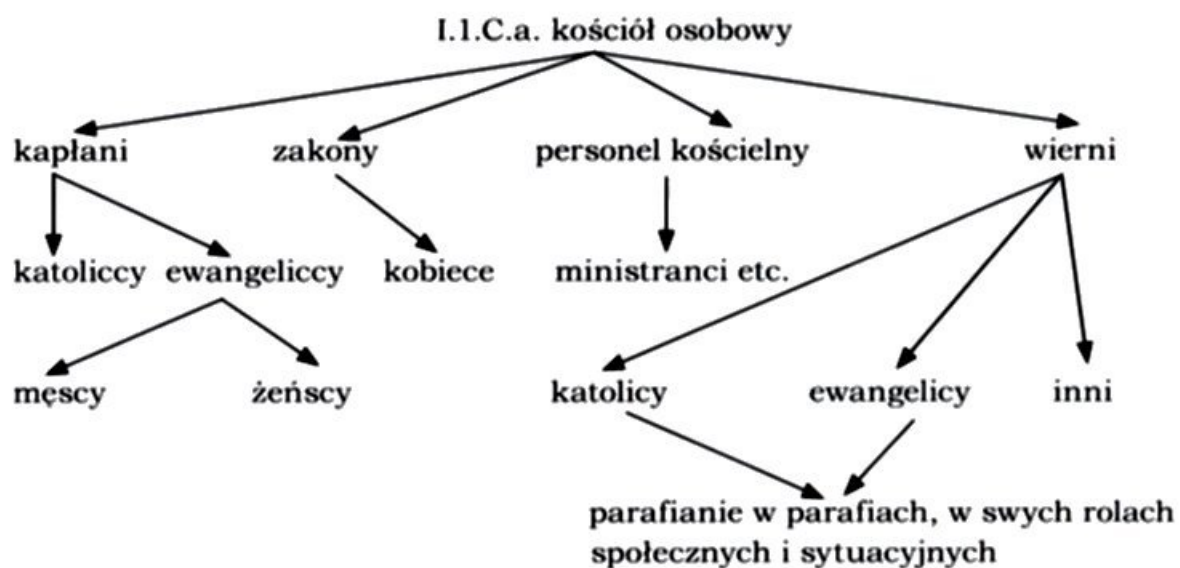 I.1.C.a. kościół osobowy
kapłani zakony personel kościelny wierni
katoliccy ewangeliccy kobiece ministranci etc.
męscy żeńscy katolicy ewangelicy inni
parafianie w parafiach, w swych rolach
społecznych i sytuacyjnych